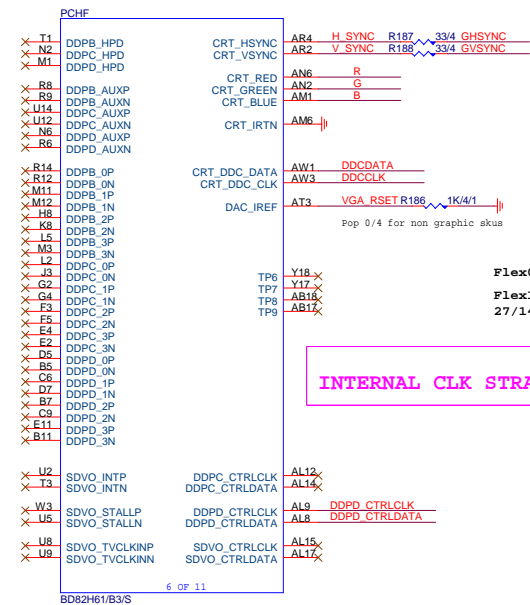 PCHF
T1 DDPB_HPD
N2 DDPC_HPD
M1 DDPD_HPD
R8 DDPB_AUXP
R9 DDPB_AUXN
U14 DDPC_AUXP
U12 DDPC_AUXN
N6 DDPD_AUXP
R6 DDPD_AUXN
R14 DDPB_0P
R12 DDPB_0N
M11 DDPB_1P
M12 DDPB_1N
H8 DDPB_2P
K8 DDPB_2N
L5 DDPB_3P
M3 DDPB_3N
L2 DDPC_0P
J3 DDPC_0N
G2 DDPC_1P
G4 DDPC_1N
F3 DDPC_2P
F5 DDPC_2N
E4 DDPC_3P
E2 DDPC_3N
D5 DDPD_0P
B5 DDPD_0N
C6 DDPD_1P
D7 DDPD_1N
B7 DDPD_2P
C9 DDPD_2N
E11 DDPD_3P
B11 DDPD_3N
U2 SDVO_INTP
T3 SDVO_INTN
W3 SDVO_STALLP
U5 SDVO_STALLN
U8 SDVO_TVCLKINP
U9 SDVO_TVCLKINN
CRT_HSYNC AR4 H_SYNC R187 33/4 GHSYNC
CRT_VSYNC AR2 V_SYNC R188 33/4 GVSYNC
CRT_RED AN6 R
CRT_GREEN AN2 G
CRT_BLUE AM1 B
CRT_IRTN AM6
CRT_DDC_DATA AW1 DDCDATA
CRT_DDC_CLK AW3 DDCCLK
DAC_IREF AT3 VGA_RSET R186 1K/4/1
Pop 0/4 for non graphic skus
TP6 Y18
TP7 Y17
TP8 AB18
TP9 AB17
Flex
Flex
27/14
INTERNAL CLK STRA
DDPC_CTRLCLK AL12
DDPC_CTRLDATA AL14
DDPD_CTRLCLK AL9 DDPD_CTRLCLK
DDPD_CTRLDATA AL8 DDPD_CTRLDATA
SDVO_CTRLCLK AL15
SDVO_CTRLDATA AL17
6 OF 11
BD82H61/B3/S